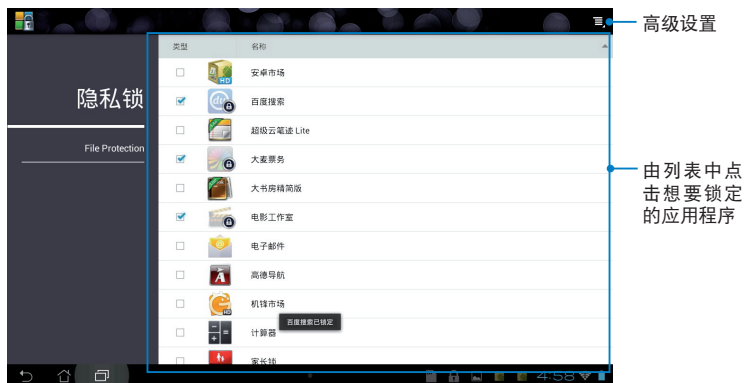 高级设置
类型 名称
隐私锁
File Protection
安卓市场
百度搜索
超级云笔迹 Lite
大麦票务
大书房精简版
电影工作室
电子邮件
高德导航
机锋市场
百度搜索已锁定
计算器
家长锁
由列表中点
击想要锁定
的应用程序
HD
du
HD
4:58